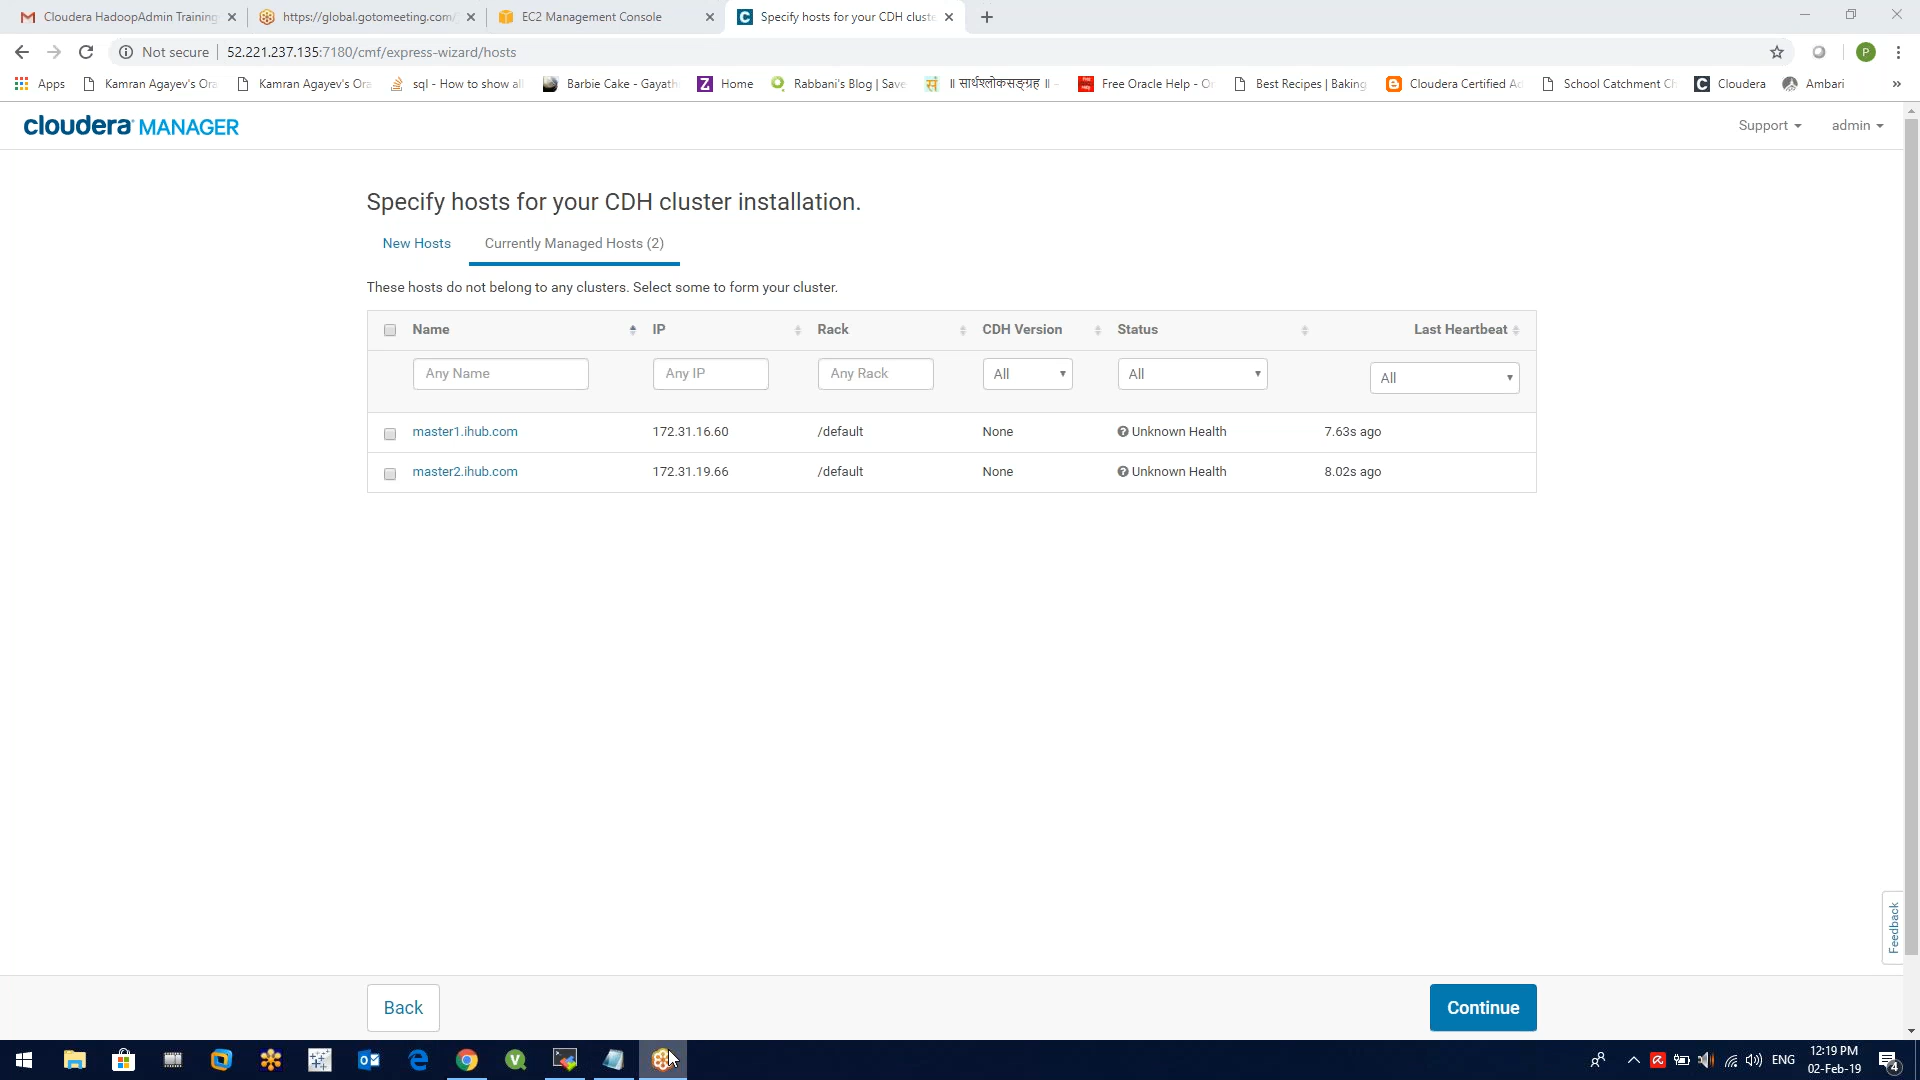 Cloudera HadoopAdmin Training
https://global.gotomeeting.com/
EC2 Management Console
Specify hosts for your CDH cluste
Not secure
52.221.237.135:7180/cmf/express-wizard/hosts
P
Apps
Kamran Agayev's Ora
Kamran Agayev's Ora
sql - How to show all
Barbie Cake - Gayath
Home
Rabbani's Blog | Save
॥ सार्थश्लोकसङ्ग्रह ॥ -
Free Oracle Help - Or
Best Recipes | Baking
Cloudera Certified Ad
School Catchment Ch
Cloudera
Ambari
»
cloudera MANAGER
Support
admin
Specify hosts for your CDH cluster installation.
New Hosts
Currently Managed Hosts (2)
These hosts do not belong to any clusters. Select some to form your cluster.
Name IP Rack CDH Version Status Last Heartbeat
Any Name Any IP Any Rack All All All
master1.ihub.com 172.31.16.60 /default None Unknown Health 7.63s ago
master2.ihub.com 172.31.19.66 /default None Unknown Health 8.02s ago
Feedback
Back
Continue
ENG
12:19 PM
02-Feb-19
4